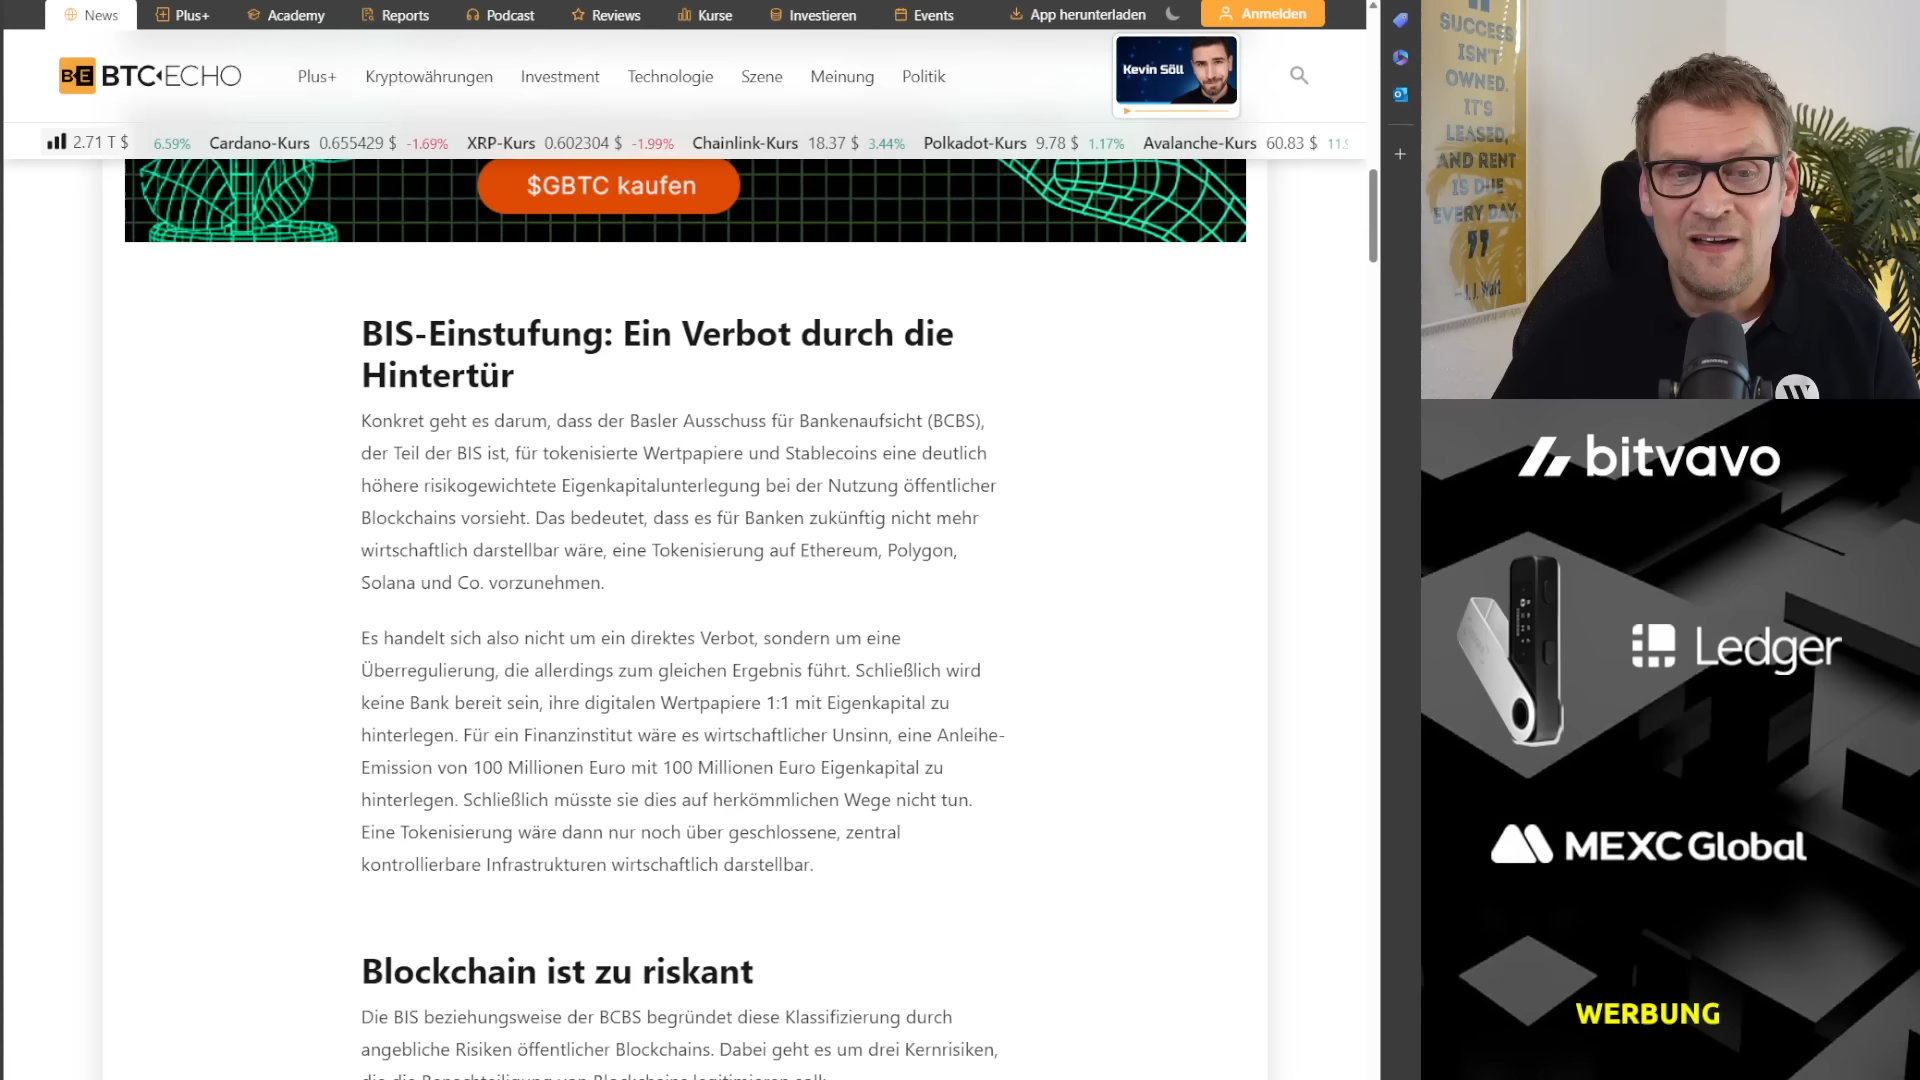 News
Plus+
Academy
Reports
Podcast
Reviews
Kurse
Investieren
Events
App herunterladen
Anmelden
BE BTC-ECHO
Plus+
Kryptowährungen
Investment
Technologie
Szene
Meinung
Politik
Kevin Söll
2.71 T $
6.59%
Cardano-Kurs 0.655429 $ -1.69%
XRP-Kurs 0.602304 $ -1.99%
Chainlink-Kurs 18.37 $ 3.44%
Polkadot-Kurs 9.78 $ 1.17%
Avalanche-Kurs 60.83 $
$GBTC kaufen
BIS-Einstufung: Ein Verbot durch die
Hintertür
Konkret geht es darum, dass der Basler Ausschuss für Bankenaufsicht (BCBS),
der Teil der BIS ist, für tokenisierte Wertpapiere und Stablecoins eine deutlich
höhere risikogewichtete Eigenkapitalunterlegung bei der Nutzung öffentlicher
Blockchains vorsieht. Das bedeutet, dass es für Banken zukünftig nicht mehr
wirtschaftlich darstellbar wäre, eine Tokenisierung auf Ethereum, Polygon,
Solana und Co. vorzunehmen.
Es handelt sich also nicht um ein direktes Verbot, sondern um eine
Überregulierung, die allerdings zum gleichen Ergebnis führt. Schließlich wird
keine Bank bereit sein, ihre digitalen Wertpapiere 1:1 mit Eigenkapital zu
hinterlegen. Für ein Finanzinstitut wäre es wirtschaftlicher Unsinn, eine Anleihe-
Emission von 100 Millionen Euro mit 100 Millionen Euro Eigenkapital zu
hinterlegen. Schließlich müsste sie dies auf herkömmlichen Wege nicht tun.
Eine Tokenisierung wäre dann nur noch über geschlossene, zentral
kontrollierbare Infrastrukturen wirtschaftlich darstellbar.
Blockchain ist zu riskant
Die BIS beziehungsweise der BCBS begründet diese Klassifizierung durch
angebliche Risiken öffentlicher Blockchains. Dabei geht es um drei Kernrisiken,
SUCCESS
ISN'T
OWNED.
IT'S
LEASED,
AND RENT
IS DUE
EVERY DAY.
– J.J. Watt
bitvavo
Ledger
MEXC Global
WERBUNG